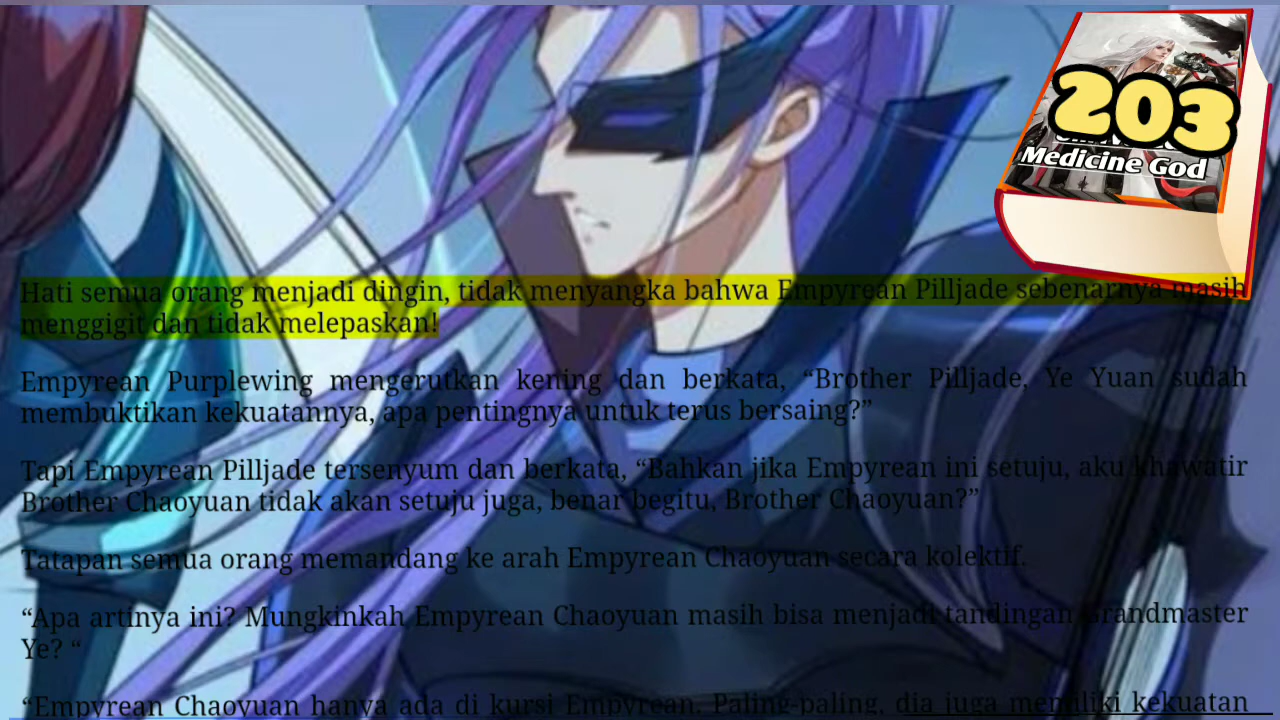 203
Medicine God
Hati semua orang menjadi dingin, tidak menyangka bahwa Empyrean Pilljade sebenarnya masih
menggigit dan tidak melepaskan!
Empyrean Purplewing mengerutkan kening dan berkata, “Brother Pilljade, Ye Yuan sudah
membuktikan kekuatannya, apa pentingnya untuk terus bersaing?”
Tapi Empyrean Pilljade tersenyum dan berkata, “Bahkan jika Empyrean ini setuju, aku khawatir
Brother Chaoyuan tidak akan setuju juga, benar begitu, Brother Chaoyuan?”
Tatapan semua orang memandang ke arah Empyrean Chaoyuan secara kolektif.
“Apa artinya ini? Mungkinkah Empyrean Chaoyuan masih bisa menjadi tandingan Grandmaster
Ye? “
“Empyrean Chaoyuan hanya ada di kursi Empyrean. Paling-paling, dia juga memiliki kekuatan